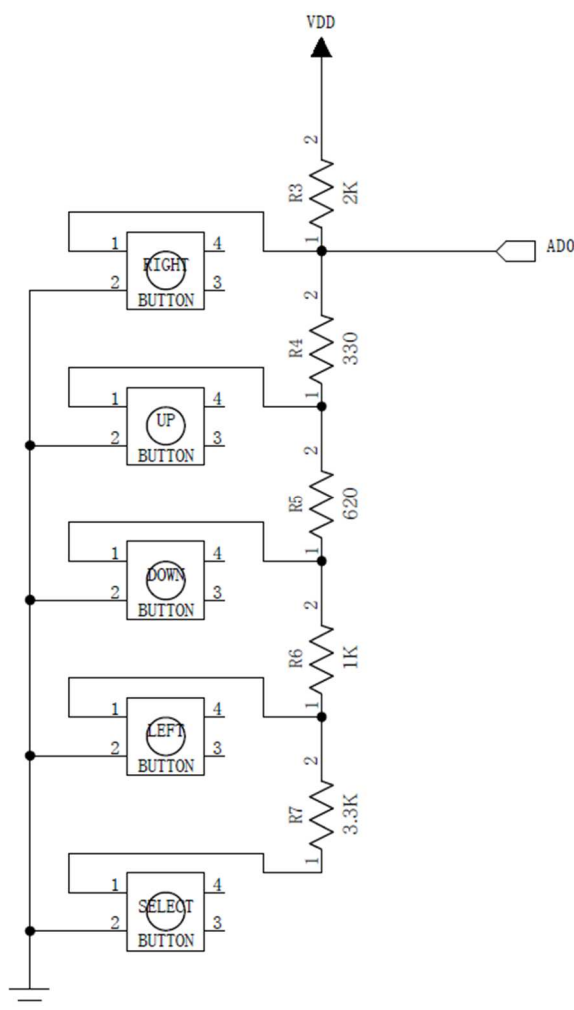 VDD
2
R3
2K
1
AD0
1
4
RIGHT
2
3
BUTTON
2
R4
330
1
1
4
UP
2
3
BUTTON
2
R5
620
1
1
4
DOWN
2
3
BUTTON
2
R6
1K
1
1
4
LEFT
2
3
BUTTON
2
R7
3.3K
1
1
4
SELECT
2
3
BUTTON